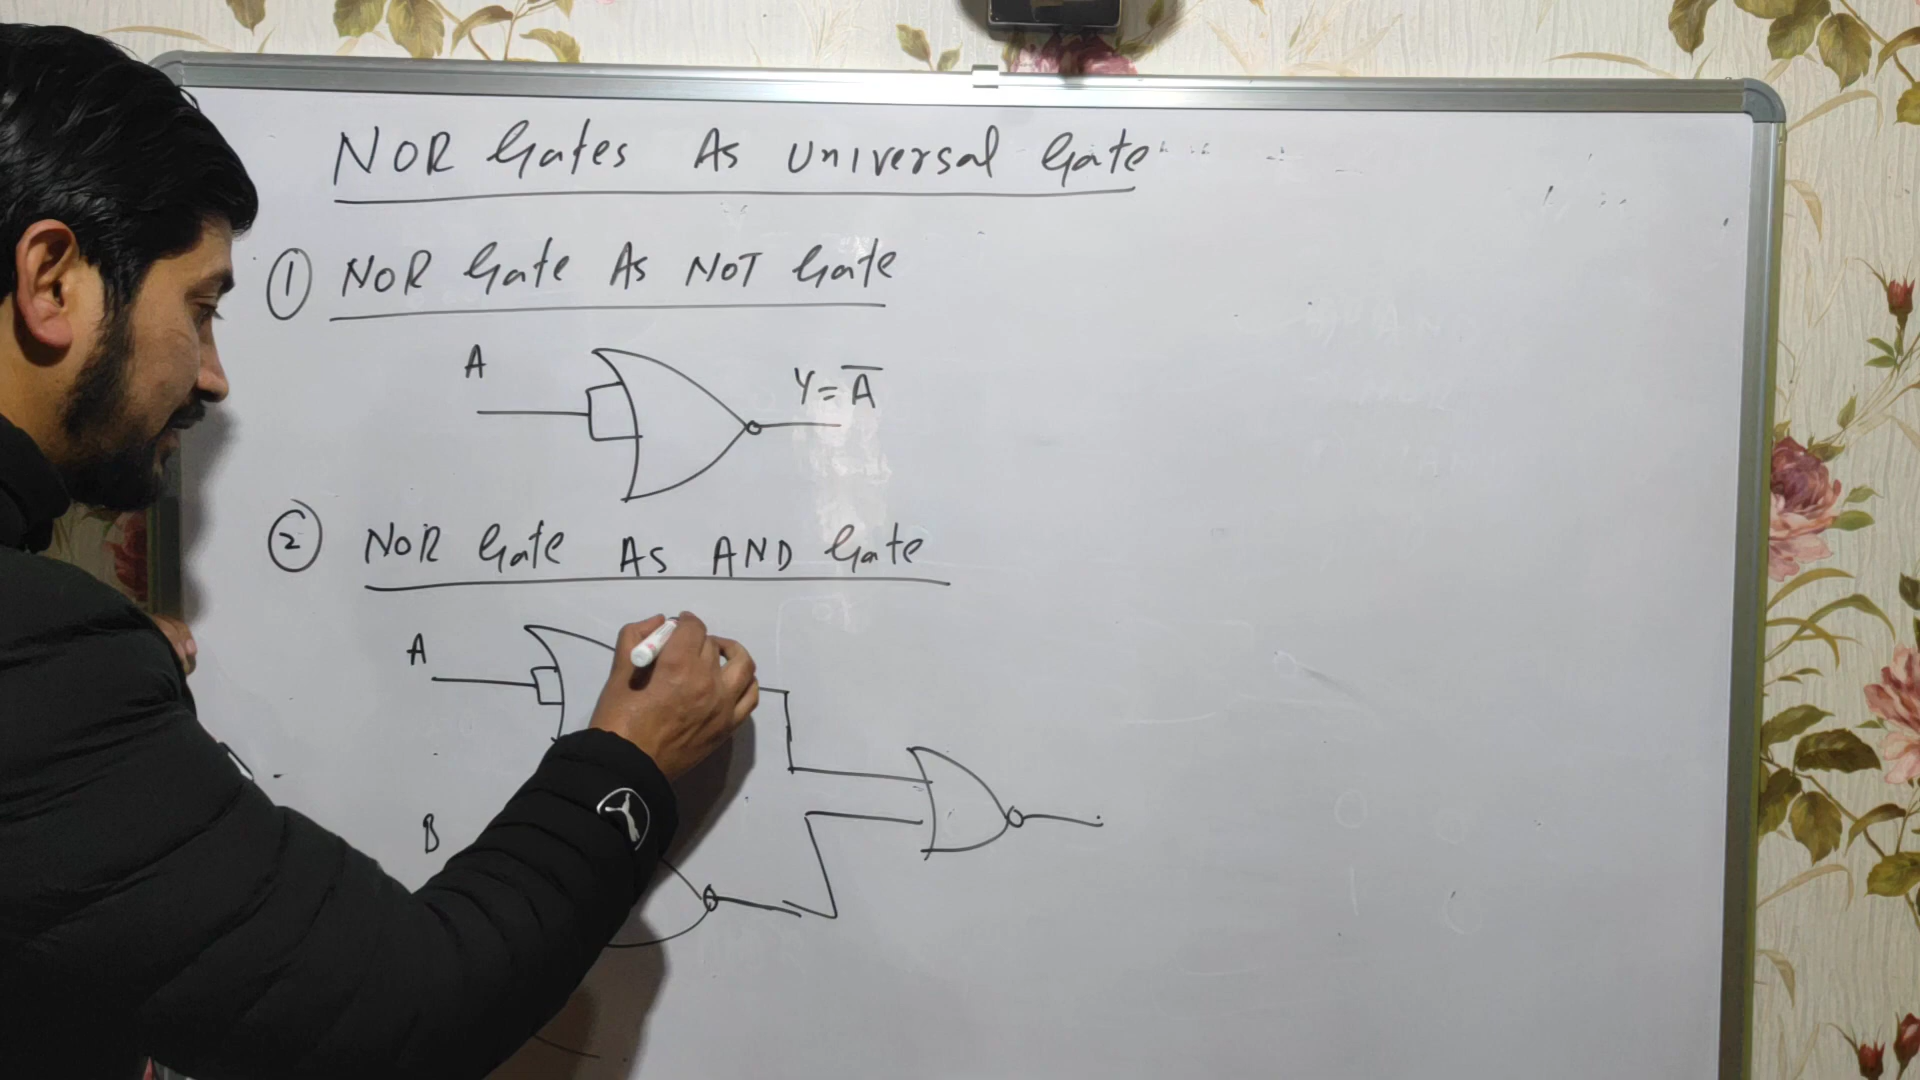 NOR Gates As Universal Gate
① NOR Gate As NOT Gate
A
Y = A̅
② NOR Gate As AND Gate
A
B